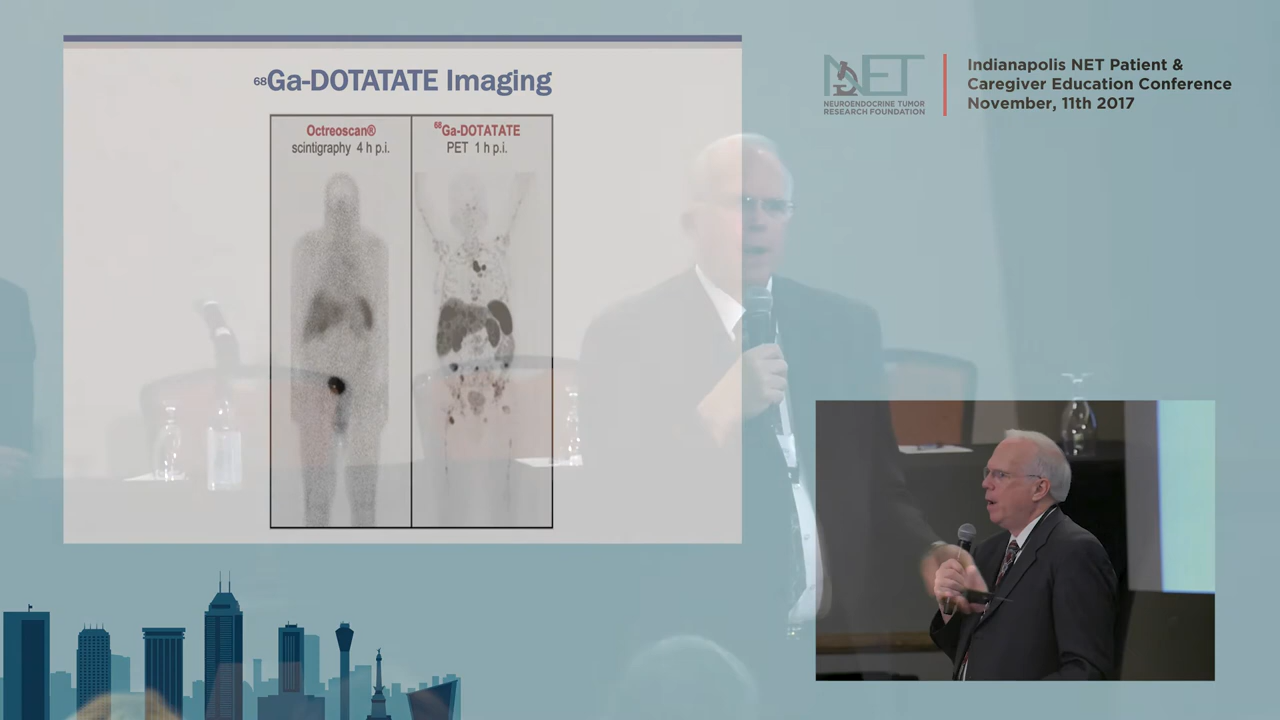 ⁶⁸Ga-DOTATATE Imaging
Octreoscan®
scintigraphy 4 h p.i.
⁶⁸Ga-DOTATATE
PET 1 h p.i.
NET
NEUROENDOCRINE TUMOR
RESEARCH FOUNDATION
Indianapolis NET Patient &
Caregiver Education Conference
November, 11th 2017